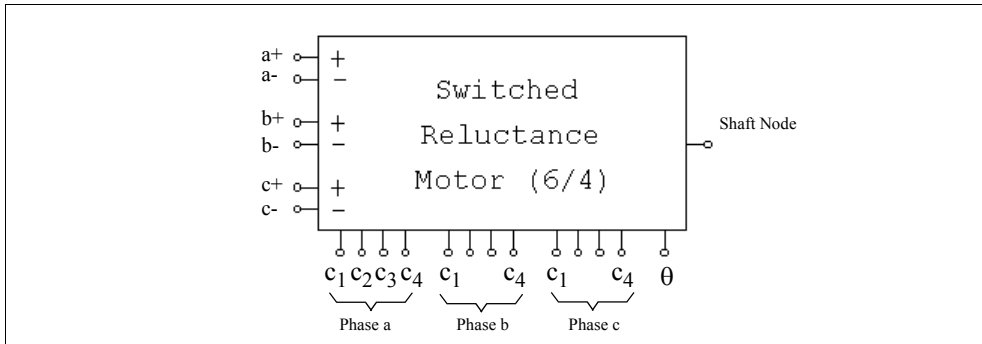 a+
a-
b+
b-
c+
c-
+
−
+
−
+
−
Switched
Reluctance
Motor (6/4)
Shaft Node
c1 c2 c3 c4 c1 c4 c1 c4 θ
Phase a Phase b Phase c